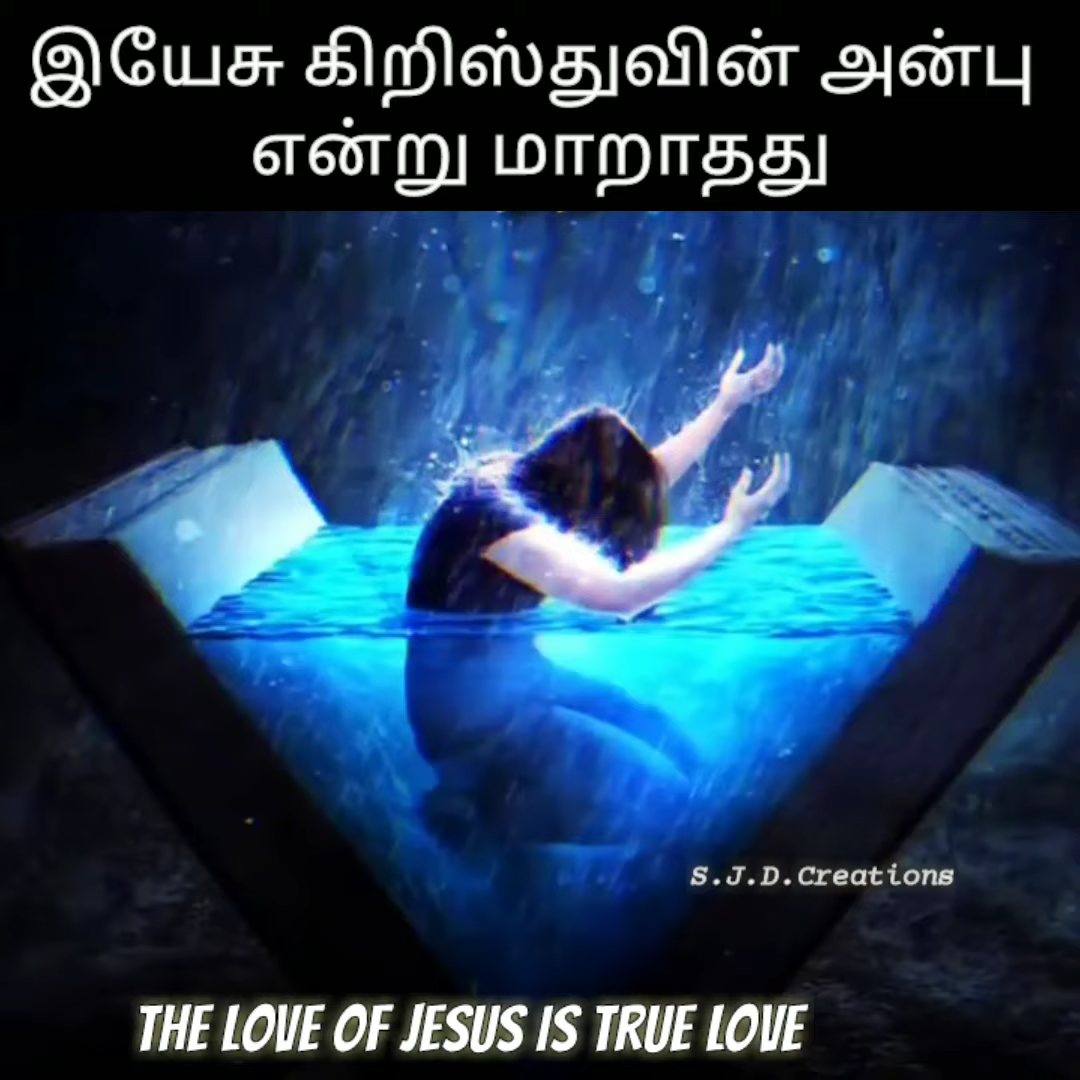 இயேசு கிறிஸ்துவின் அன்பு
என்று மாறாதது
S.J.D.Creations
THE LOVE OF JESUS IS TRUE LOVE